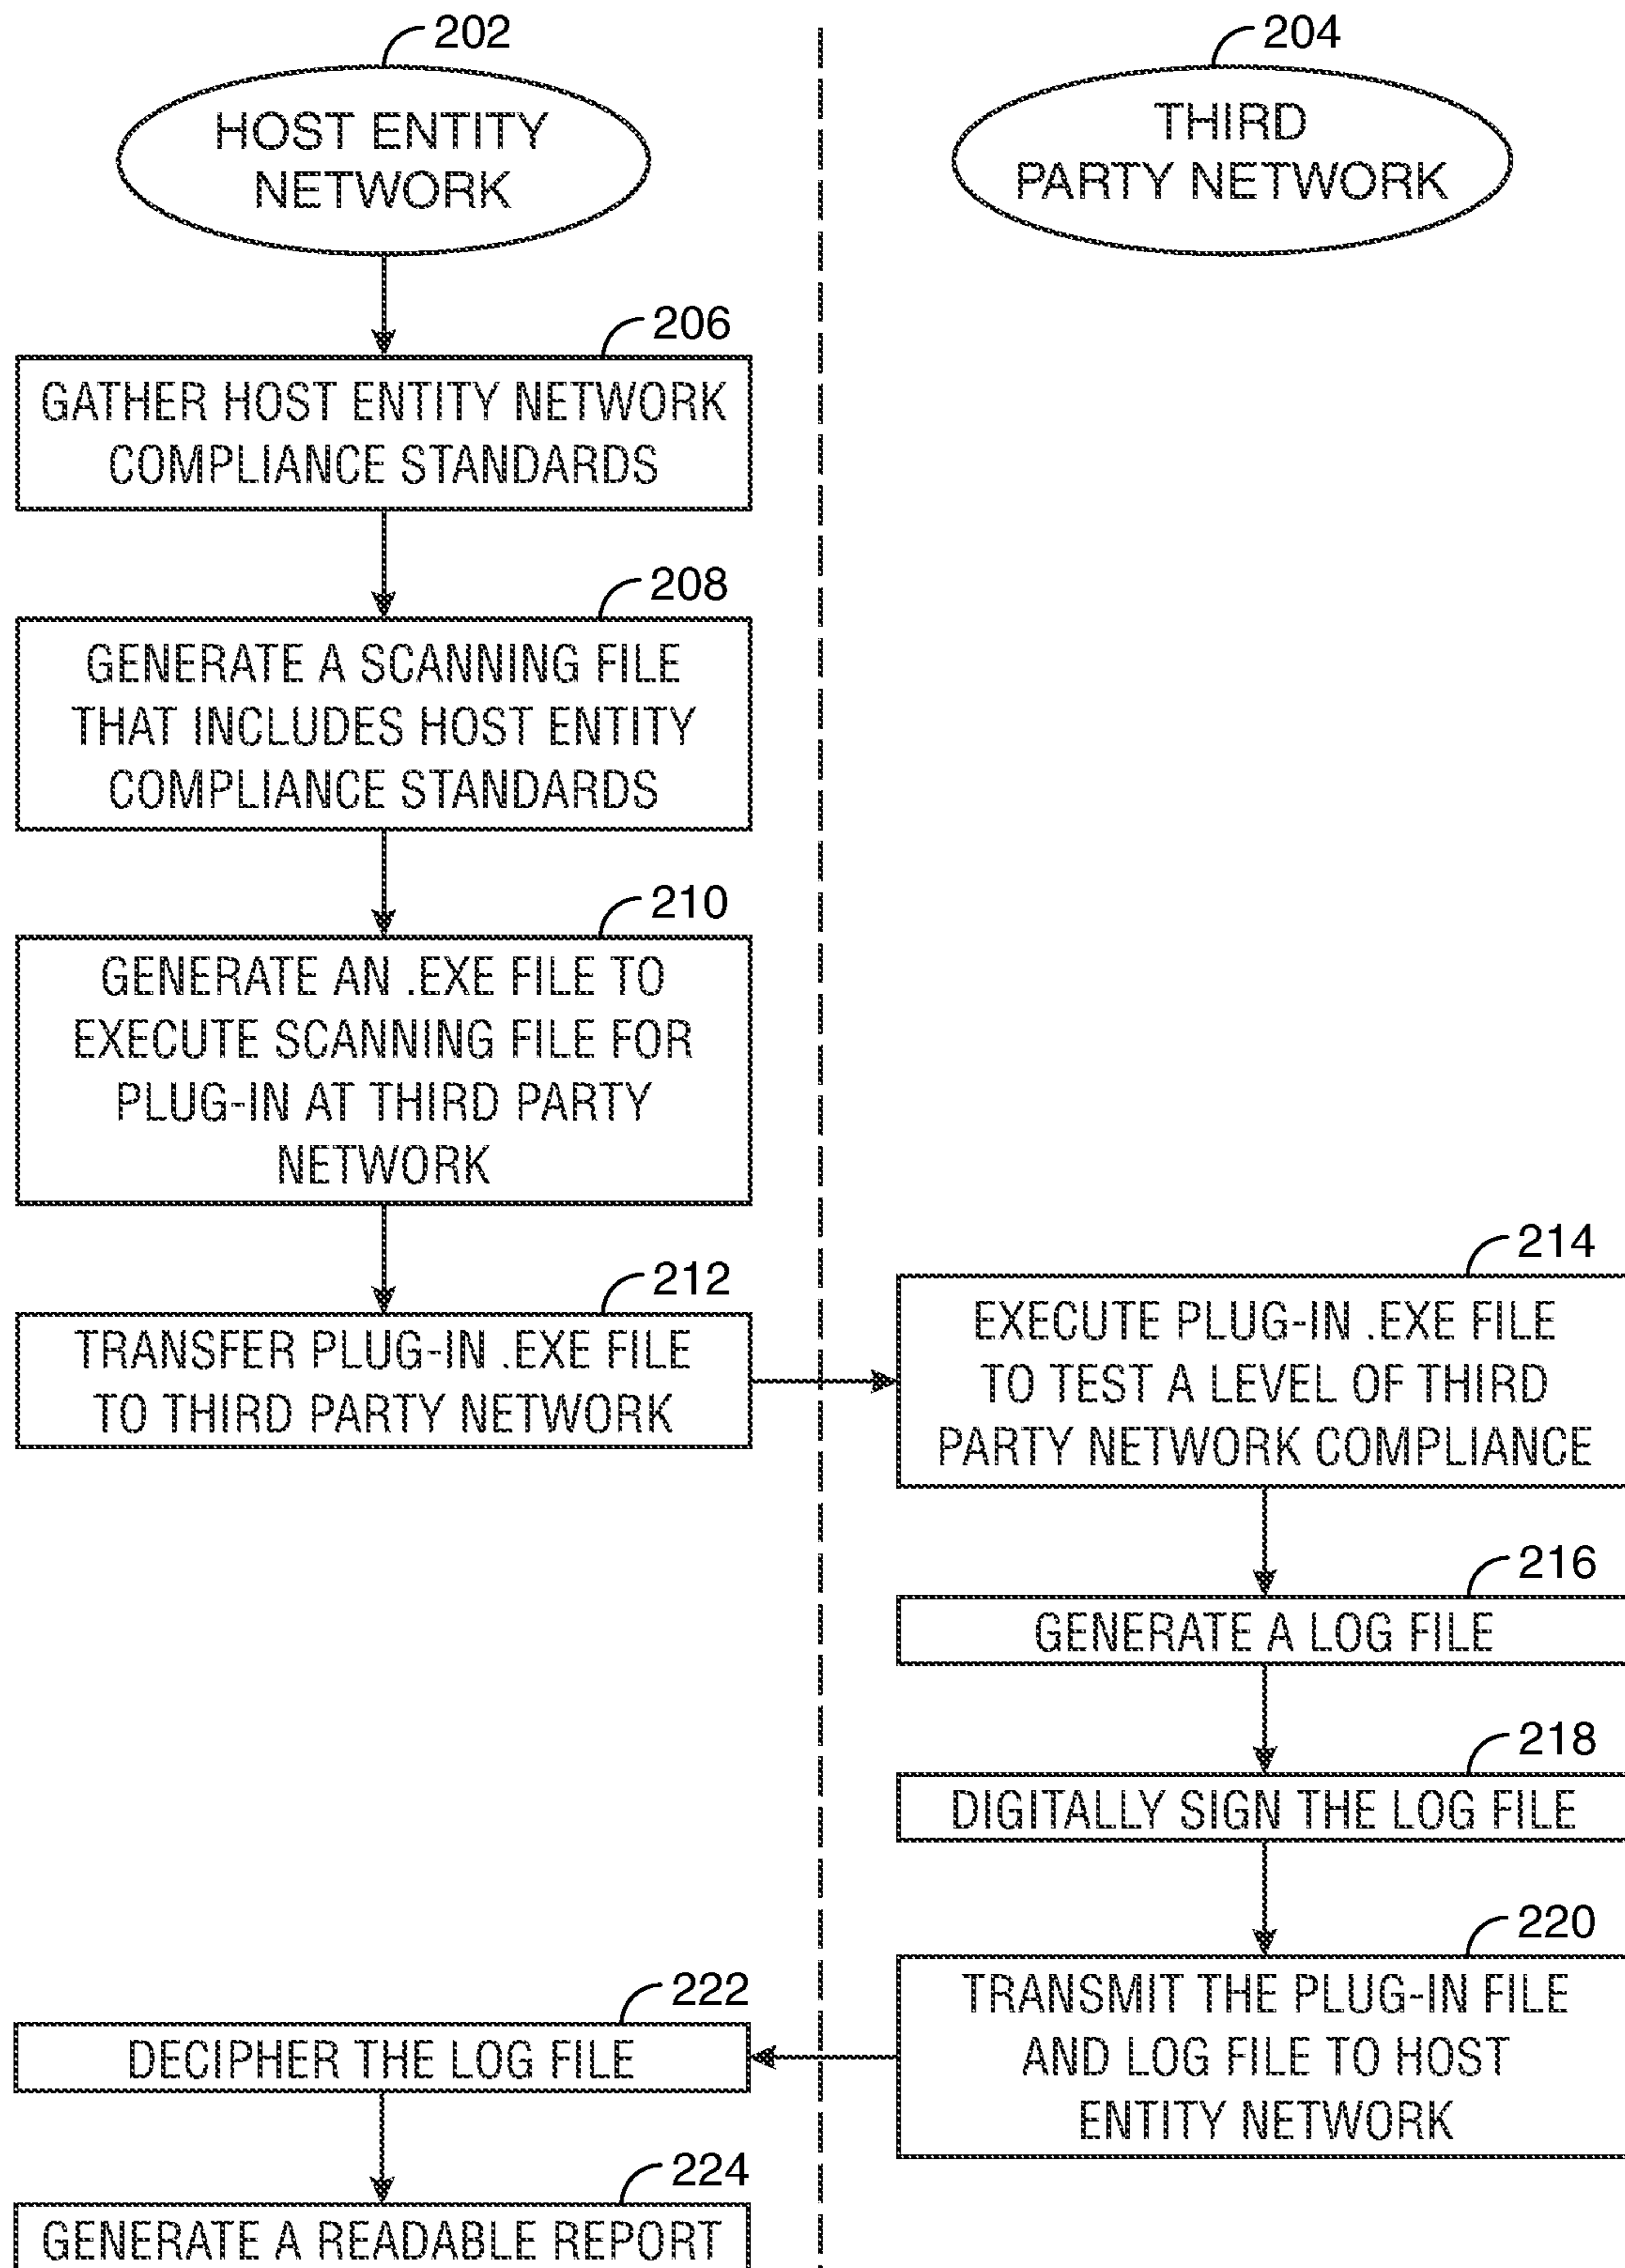 202
HOST ENTITY
NETWORK
204
THIRD
PARTY NETWORK
206
GATHER HOST ENTITY NETWORK
COMPLIANCE STANDARDS
208
GENERATE A SCANNING FILE
THAT INCLUDES HOST ENTITY
COMPLIANCE STANDARDS
210
GENERATE AN .EXE FILE TO
EXECUTE SCANNING FILE FOR
PLUG-IN AT THIRD PARTY
NETWORK
212
TRANSFER PLUG-IN .EXE FILE
TO THIRD PARTY NETWORK
214
EXECUTE PLUG-IN .EXE FILE
TO TEST A LEVEL OF THIRD
PARTY NETWORK COMPLIANCE
216
GENERATE A LOG FILE
218
DIGITALLY SIGN THE LOG FILE
220
TRANSMIT THE PLUG-IN FILE
AND LOG FILE TO HOST
ENTITY NETWORK
222
DECIPHER THE LOG FILE
224
GENERATE A READABLE REPORT